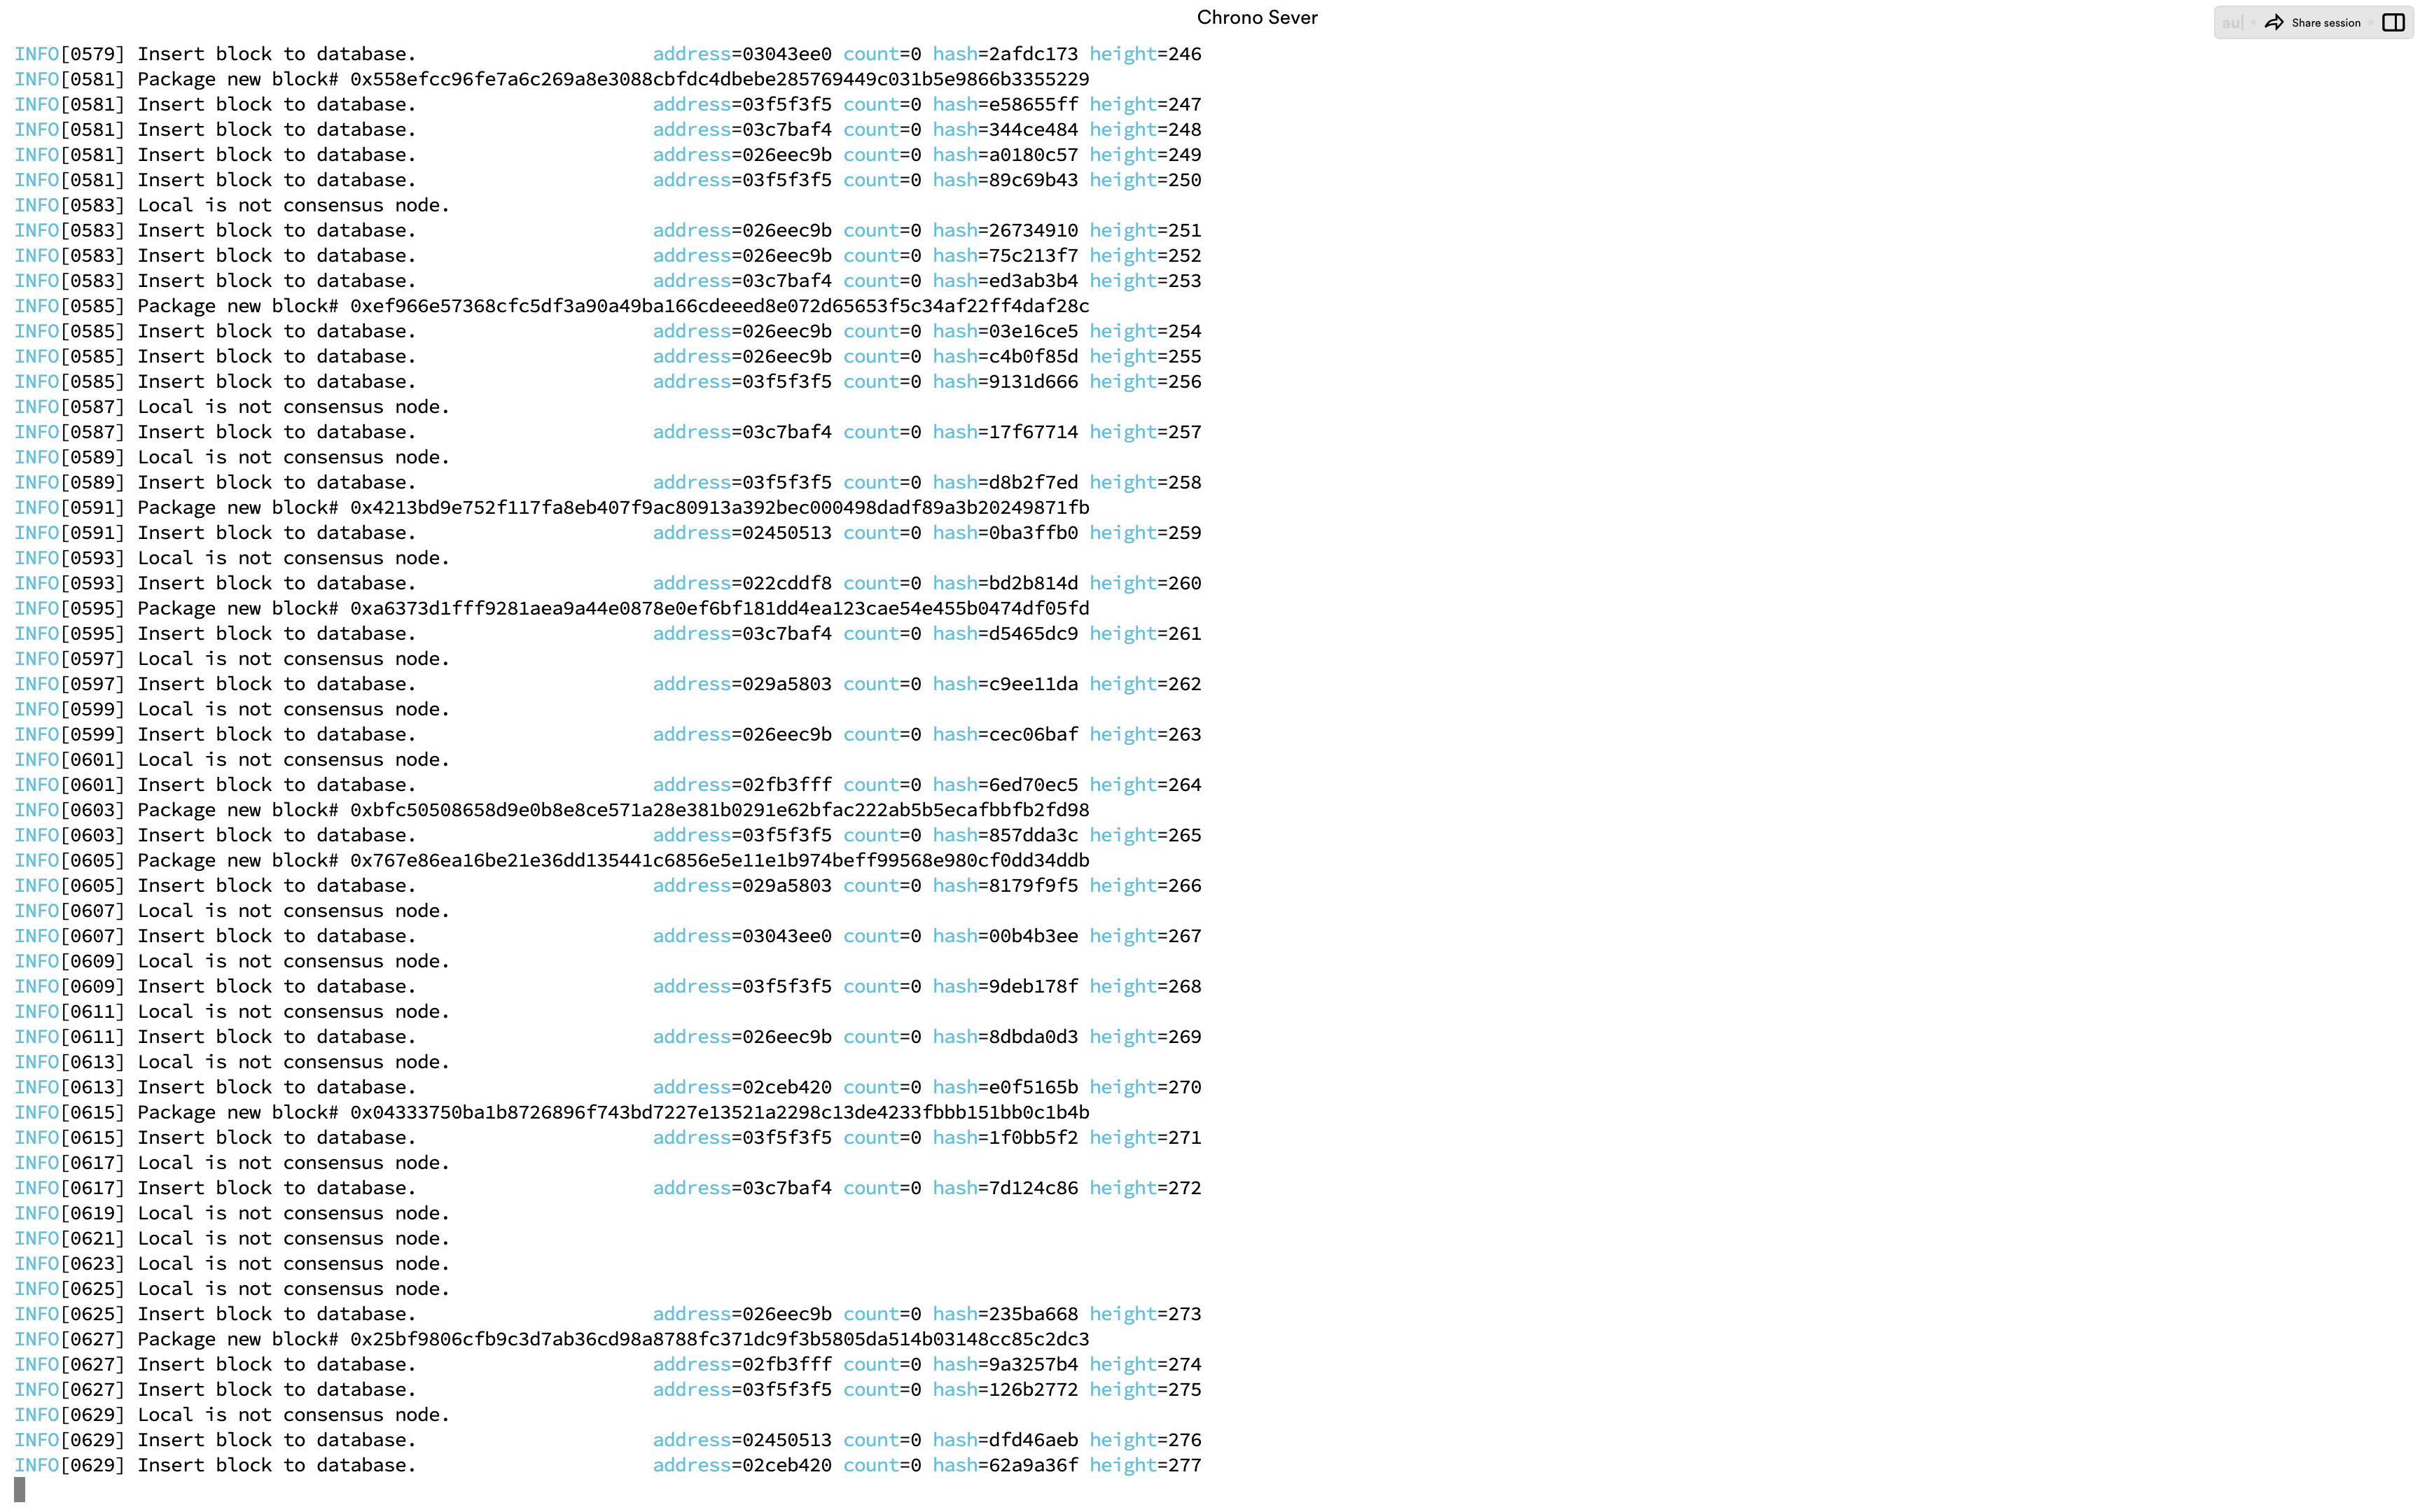 Chrono Sever
au| Share session
INFO[0579] Insert block to database. address=03043ee0 count=0 hash=2afdc173 height=246
INFO[0581] Package new block# 0x558efcc96fe7a6c269a8e3088cbfdc4dbebe285769449c031b5e9866b3355229
INFO[0581] Insert block to database. address=03f5f3f5 count=0 hash=e58655ff height=247
INFO[0581] Insert block to database. address=03c7baf4 count=0 hash=344ce484 height=248
INFO[0581] Insert block to database. address=026eec9b count=0 hash=a0180c57 height=249
INFO[0581] Insert block to database. address=03f5f3f5 count=0 hash=89c69b43 height=250
INFO[0583] Local is not consensus node.
INFO[0583] Insert block to database. address=026eec9b count=0 hash=26734910 height=251
INFO[0583] Insert block to database. address=026eec9b count=0 hash=75c213f7 height=252
INFO[0583] Insert block to database. address=03c7baf4 count=0 hash=ed3ab3b4 height=253
INFO[0585] Package new block# 0xef966e57368cfc5df3a90a49ba166cdeeed8e072d65653f5c34af22ff4daf28c
INFO[0585] Insert block to database. address=026eec9b count=0 hash=03e16ce5 height=254
INFO[0585] Insert block to database. address=026eec9b count=0 hash=c4b0f85d height=255
INFO[0585] Insert block to database. address=03f5f3f5 count=0 hash=9131d666 height=256
INFO[0587] Local is not consensus node.
INFO[0587] Insert block to database. address=03c7baf4 count=0 hash=17f67714 height=257
INFO[0589] Local is not consensus node.
INFO[0589] Insert block to database. address=03f5f3f5 count=0 hash=d8b2f7ed height=258
INFO[0591] Package new block# 0x4213bd9e752f117fa8eb407f9ac80913a392bec000498dadf89a3b20249871fb
INFO[0591] Insert block to database. address=02450513 count=0 hash=0ba3ffb0 height=259
INFO[0593] Local is not consensus node.
INFO[0593] Insert block to database. address=022cddf8 count=0 hash=bd2b814d height=260
INFO[0595] Package new block# 0xa6373d1fff9281aea9a44e0878e0ef6bf181dd4ea123cae54e455b0474df05fd
INFO[0595] Insert block to database. address=03c7baf4 count=0 hash=d5465dc9 height=261
INFO[0597] Local is not consensus node.
INFO[0597] Insert block to database. address=029a5803 count=0 hash=c9ee11da height=262
INFO[0599] Local is not consensus node.
INFO[0599] Insert block to database. address=026eec9b count=0 hash=cec06baf height=263
INFO[0601] Local is not consensus node.
INFO[0601] Insert block to database. address=02fb3fff count=0 hash=6ed70ec5 height=264
INFO[0603] Package new block# 0xbfc50508658d9e0b8e8ce571a28e381b0291e62bfac222ab5b5ecafbbfb2fd98
INFO[0603] Insert block to database. address=03f5f3f5 count=0 hash=857dda3c height=265
INFO[0605] Package new block# 0x767e86ea16be21e36dd135441c6856e5e11e1b974beff99568e980cf0dd34ddb
INFO[0605] Insert block to database. address=029a5803 count=0 hash=8179f9f5 height=266
INFO[0607] Local is not consensus node.
INFO[0607] Insert block to database. address=03043ee0 count=0 hash=00b4b3ee height=267
INFO[0609] Local is not consensus node.
INFO[0609] Insert block to database. address=03f5f3f5 count=0 hash=9deb178f height=268
INFO[0611] Local is not consensus node.
INFO[0611] Insert block to database. address=026eec9b count=0 hash=8dbda0d3 height=269
INFO[0613] Local is not consensus node.
INFO[0613] Insert block to database. address=02ceb420 count=0 hash=e0f5165b height=270
INFO[0615] Package new block# 0x04333750ba1b8726896f743bd7227e13521a2298c13de4233fbbb151bb0c1b4b
INFO[0615] Insert block to database. address=03f5f3f5 count=0 hash=1f0bb5f2 height=271
INFO[0617] Local is not consensus node.
INFO[0617] Insert block to database. address=03c7baf4 count=0 hash=7d124c86 height=272
INFO[0619] Local is not consensus node.
INFO[0621] Local is not consensus node.
INFO[0623] Local is not consensus node.
INFO[0625] Local is not consensus node.
INFO[0625] Insert block to database. address=026eec9b count=0 hash=235ba668 height=273
INFO[0627] Package new block# 0x25bf9806cfb9c3d7ab36cd98a8788fc371dc9f3b5805da514b03148cc85c2dc3
INFO[0627] Insert block to database. address=02fb3fff count=0 hash=9a3257b4 height=274
INFO[0627] Insert block to database. address=03f5f3f5 count=0 hash=126b2772 height=275
INFO[0629] Local is not consensus node.
INFO[0629] Insert block to database. address=02450513 count=0 hash=dfd46aeb height=276
INFO[0629] Insert block to database. address=02ceb420 count=0 hash=62a9a36f height=277